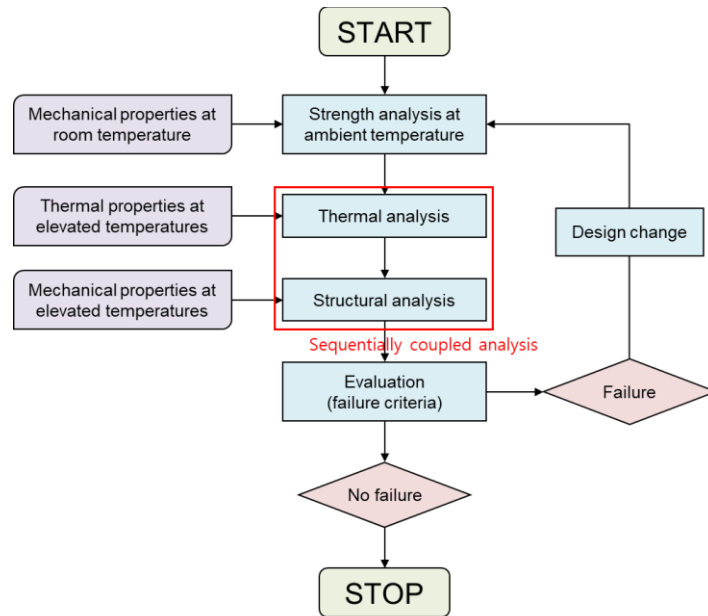 START
Mechanical properties at
room temperature
Strength analysis at
ambient temperature
Thermal properties at
elevated temperatures
Thermal analysis
Design change
Mechanical properties at
elevated temperatures
Structural analysis
Sequentially coupled analysis
Evaluation
(failure criteria)
Failure
No failure
STOP